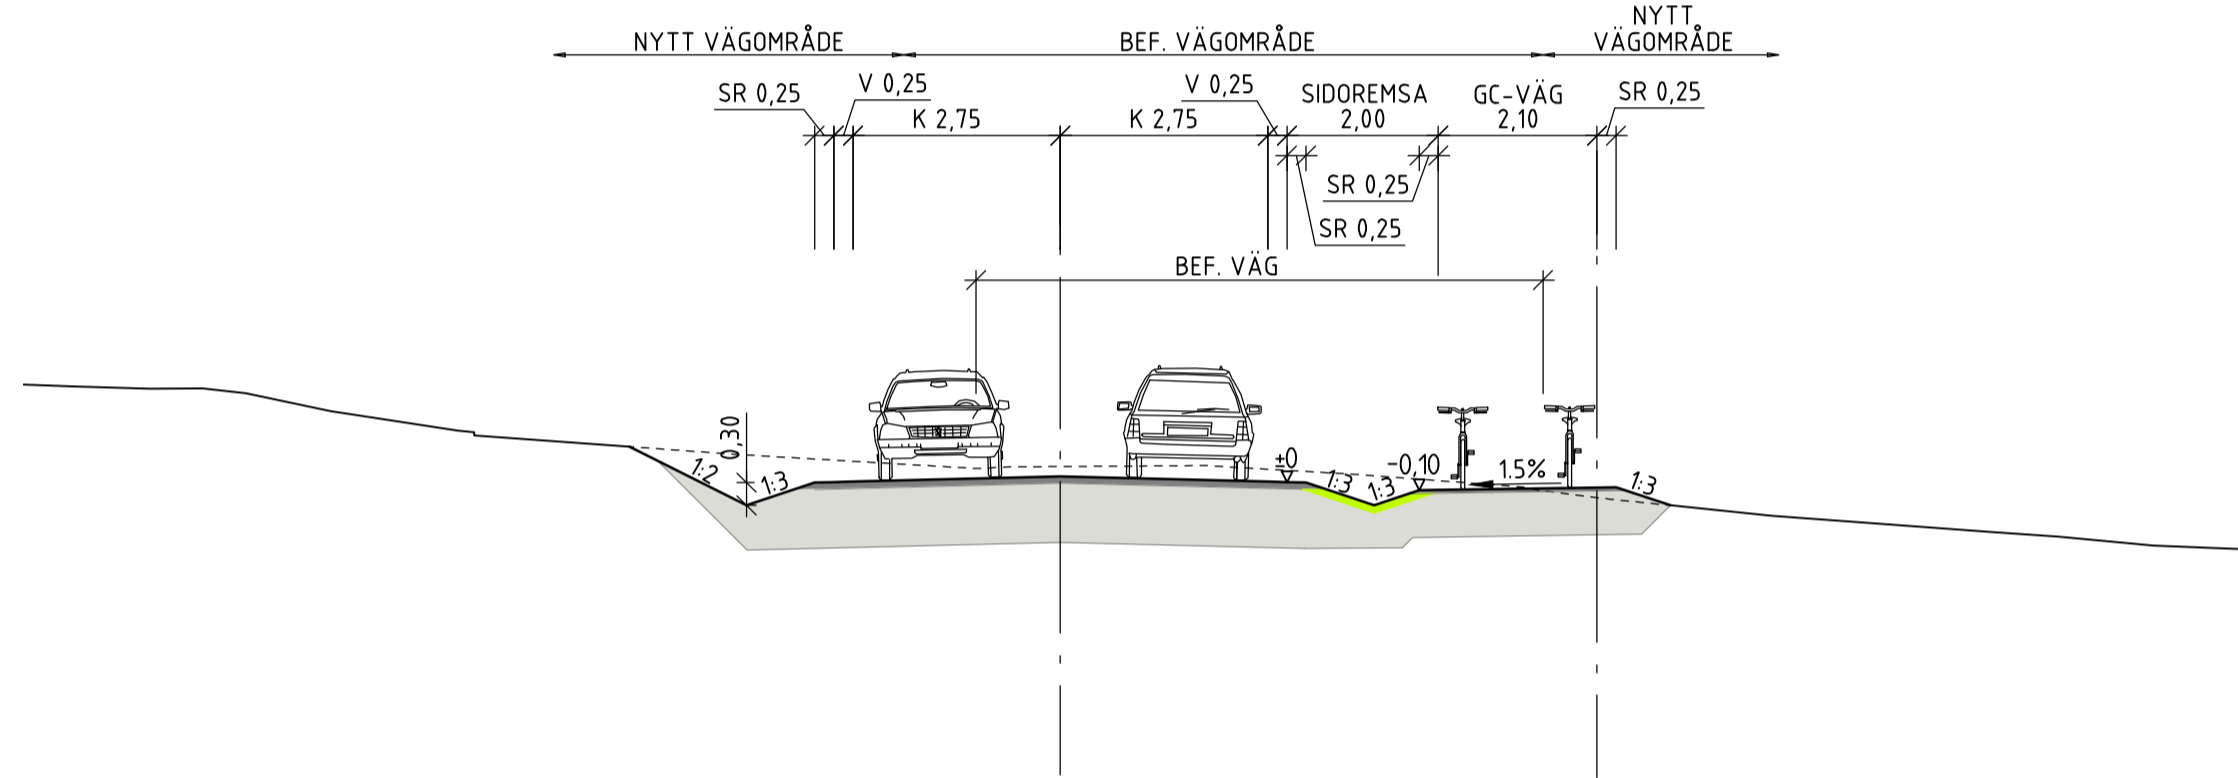 NYTT
NYTT VÄGOMRÅDE BEF. VÄGOMRÅDE VÄGOMRÅDE
SR 0,25 V 0,25 V 0,25 SIDOREMSA GC-VÄG SR 0,25
K 2,75 K 2,75 2,00 2,10
SR 0,25
SR 0,25
BEF. VÄG
0,30
1:2 1:3 ±0 1:3 1:3 -0,10 1.5% 1:3